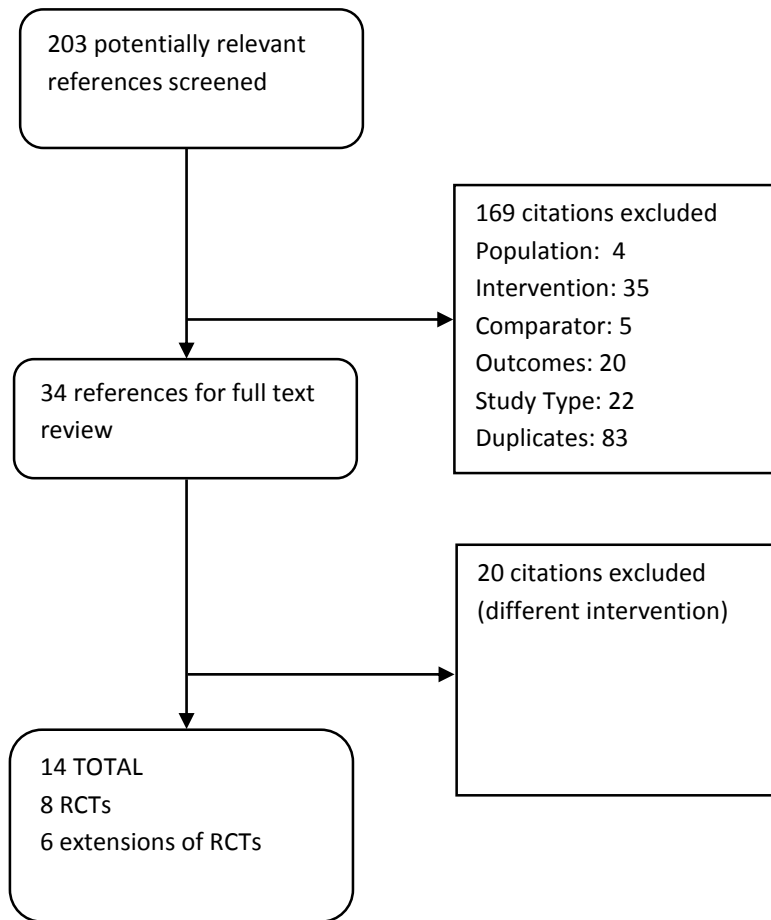 203 potentially relevant
references screened
169 citations excluded
Population: 4
Intervention: 35
Comparator: 5
Outcomes: 20
Study Type: 22
Duplicates: 83
34 references for full text
review
20 citations excluded
(different intervention)
14 TOTAL
8 RCTs
6 extensions of RCTs